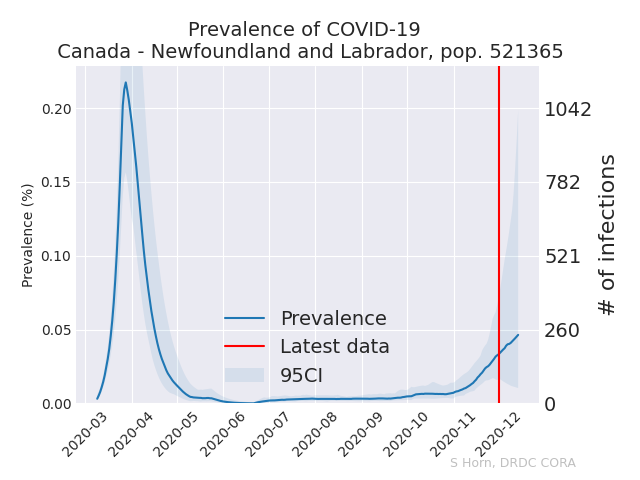 Prevalence of COVID-19
Canada - Newfoundland and Labrador, pop. 521365
Prevalence (%)
0.20
0.15
0.10
0.05
0.00
1042
782
521
260
0
# of infections
Prevalence
Latest data
95CI
2020-03
2020-04
2020-05
2020-06
2020-07
2020-08
2020-09
2020-10
2020-11
2020-12
S Horn, DRDC CORA